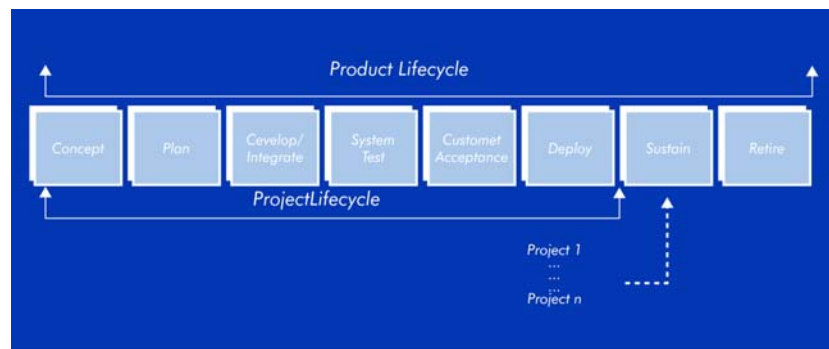 Product Lifecycle
Concept
Plan
Cevelop/
Integrate
System
Test
Customet
Acceptance
Deploy
Sustain
Retire
ProjectLifecycle
Project 1
...
...
...
Project n